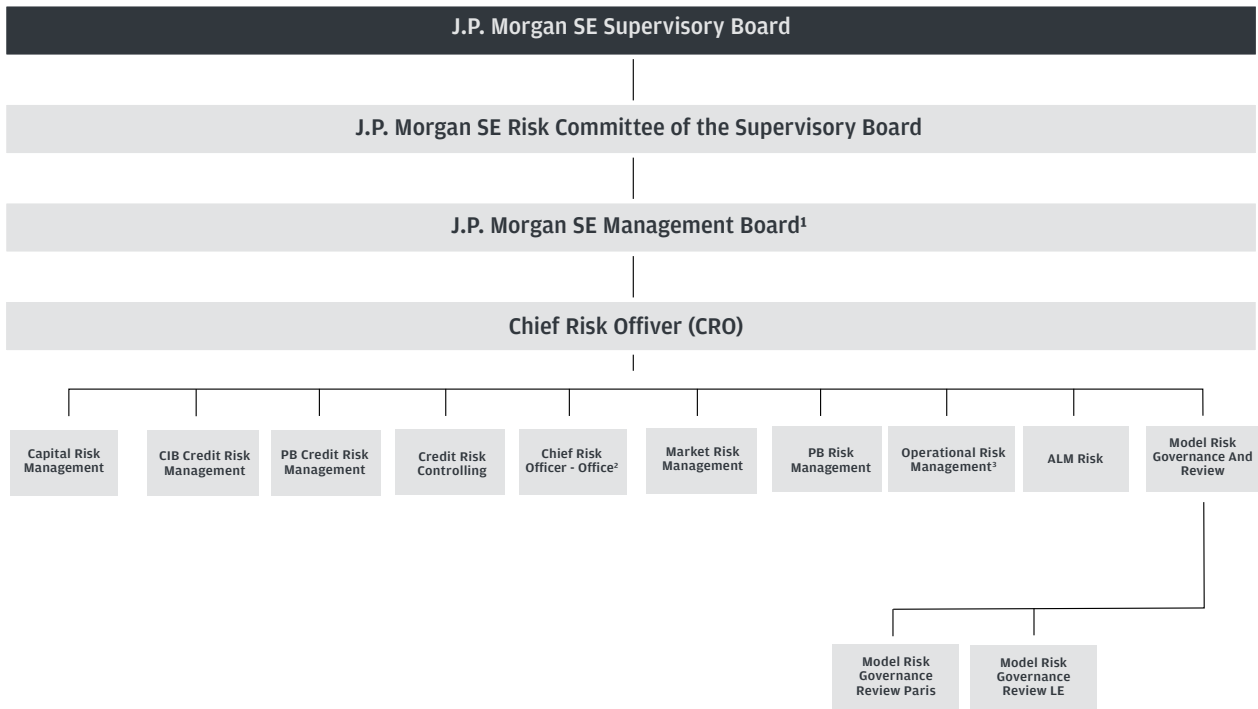 J.P. Morgan SE Supervisory Board
J.P. Morgan SE Risk Committee of the Supervisory Board
J.P. Morgan SE Management Board¹
Chief Risk Offiver (CRO)
Capital Risk
Management
CIB Credit Risk
Management
PB Credit Risk
Management
Credit Risk
Controlling
Chief Risk
Officer - Office²
Market Risk
Management
PB Risk
Management
Operational Risk
Management³
ALM Risk
Model Risk
Governance And
Review
Model Risk
Governance
Review Paris
Model Risk
Governance
Review LE